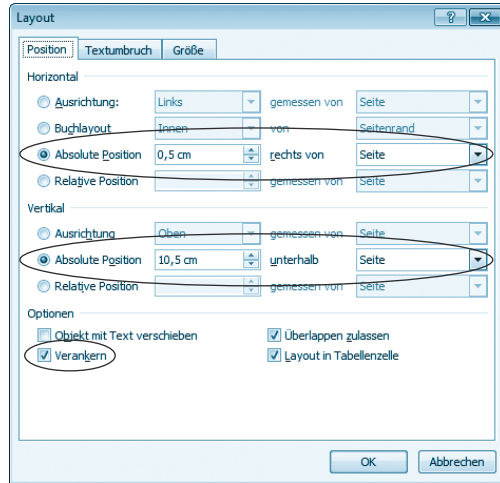 Layout
Position Textumbruch Größe
Horizontal
Ausrichtung: Links gemessen von Seite
Buchlayout Innen von Seitenrand
Absolute Position 0,5 cm rechts von Seite
Relative Position gemessen von Seite
Vertikal
Ausrichtung Oben gemessen von Seite
Absolute Position 10,5 cm unterhalb Seite
Relative Position gemessen von Seite
Optionen
Objekt mit Text verschieben Überlappen zulassen
Verankern Layout in Tabellenzelle
OK Abbrechen